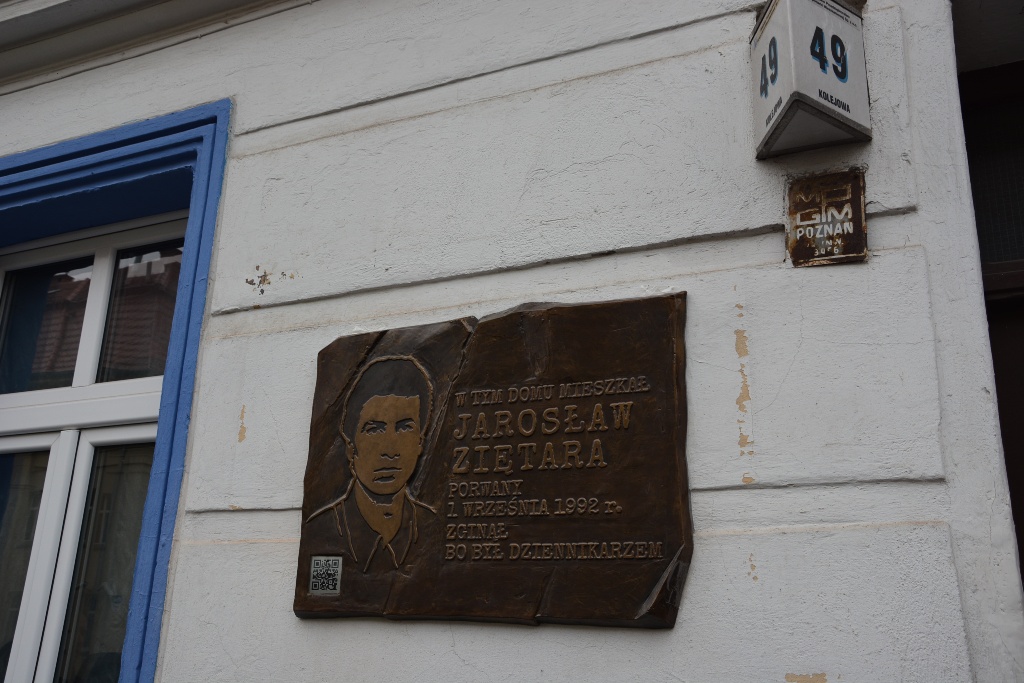 49
49
KOLEJOWA
GM
POZNAŃ
W TYM DOMU MIESZKAŁ
JAROSŁAW
ZIĘTARA
PORWANY
1 WRZEŚNIA 1992 r.
ZGINĄŁ
BO BYŁ DZIENNIKARZEM